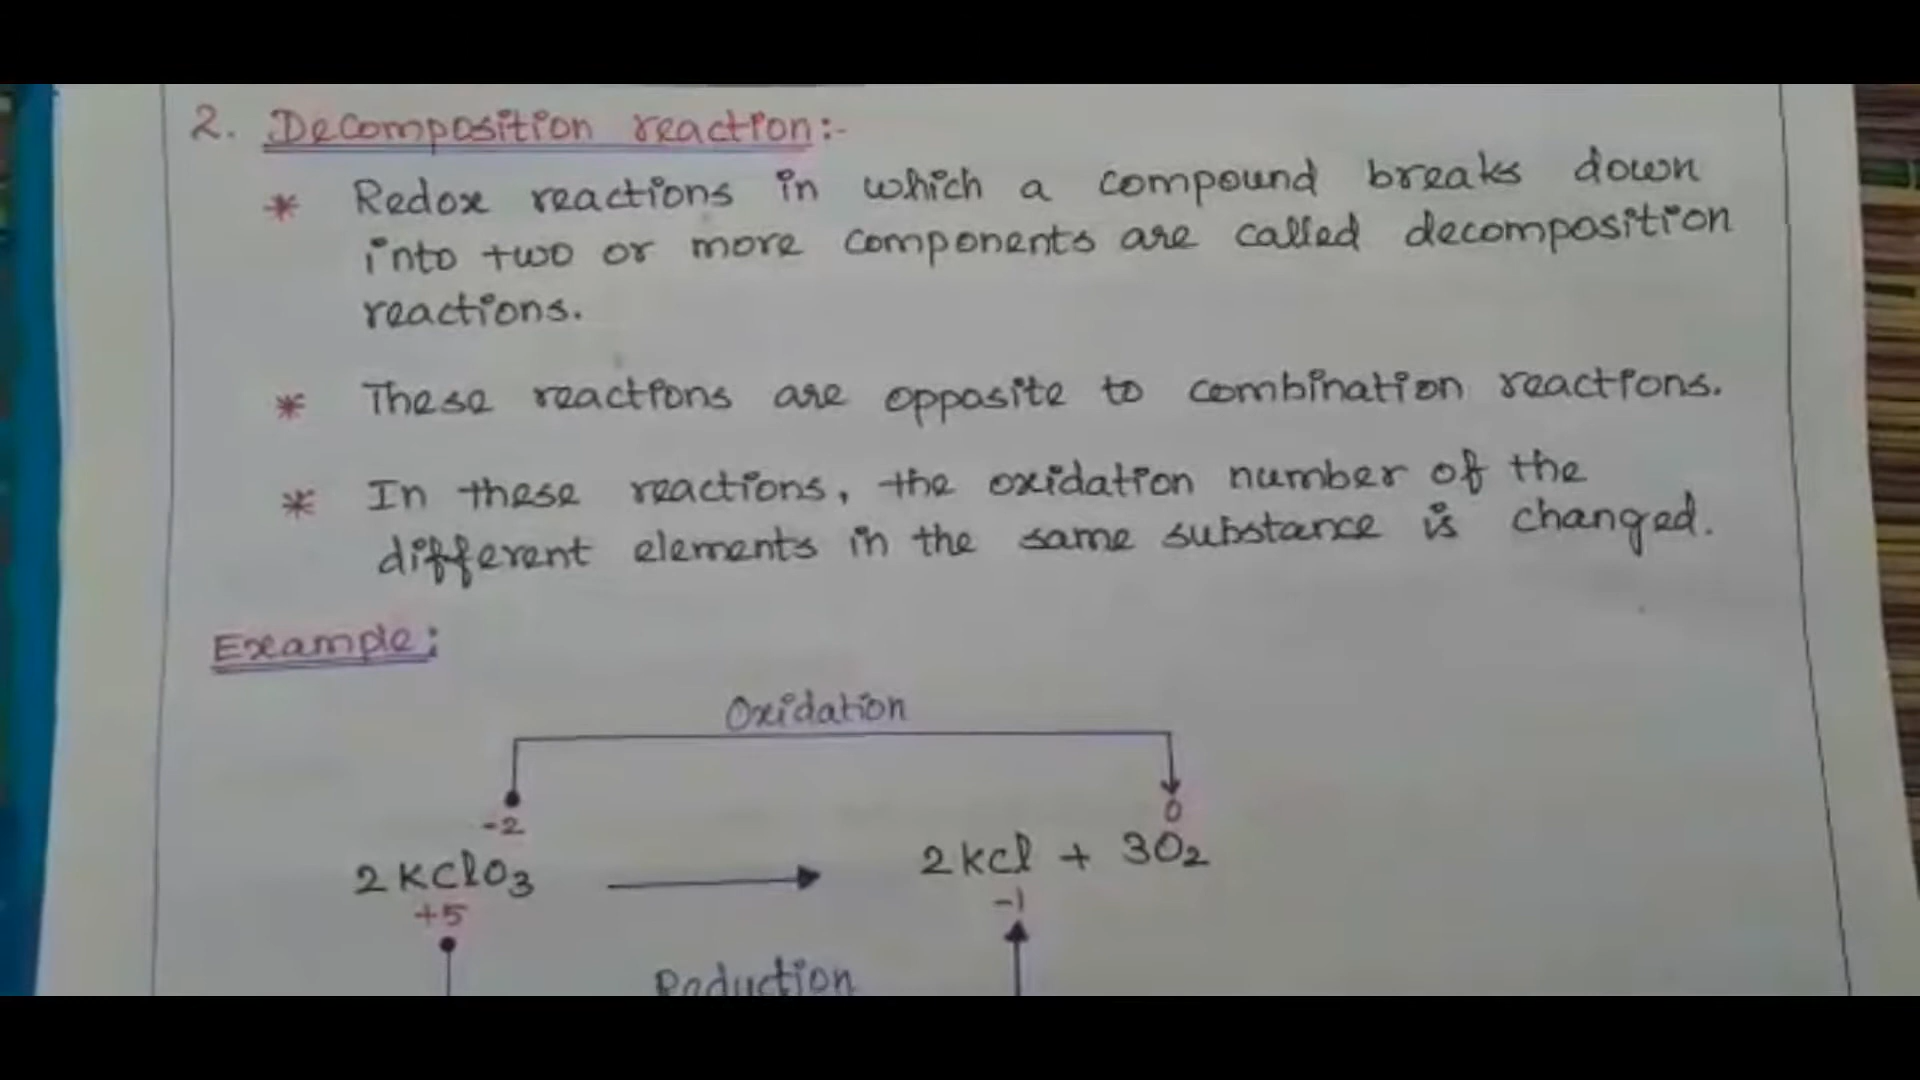 2. Decomposition reaction:-
* Redox reactions in which a compound breaks down
into two or more components are called decomposition
reactions.
* These reactions are opposite to combination reactions.
* In these reactions, the oxidation number of the
different elements in the same substance is changed.
Example:
Oxidation
-2 0
2KClO3 → 2KCl + 3O2
+5 -1
Reduction